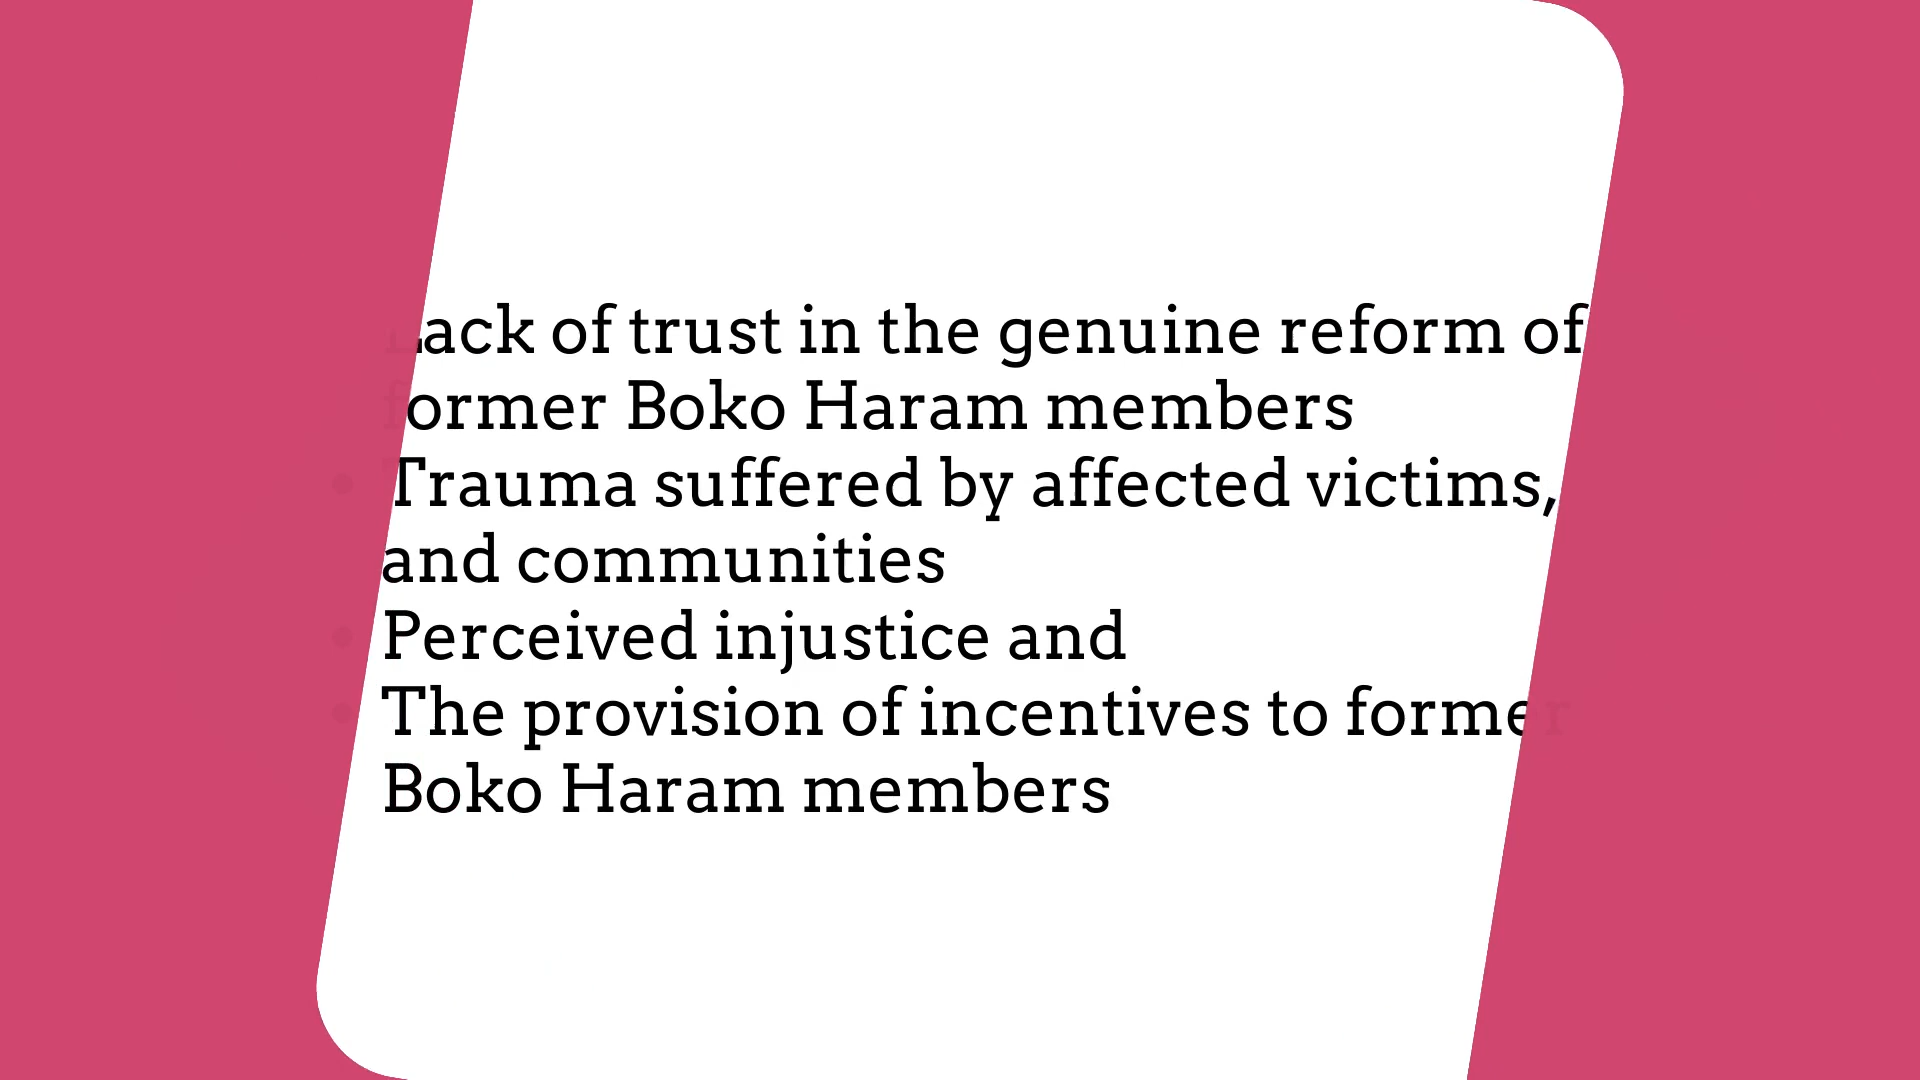 Lack of trust in the genuine reform of
former Boko Haram members
• Trauma suffered by affected victims,
and communities
• Perceived injustice and
• The provision of incentives to former
Boko Haram members